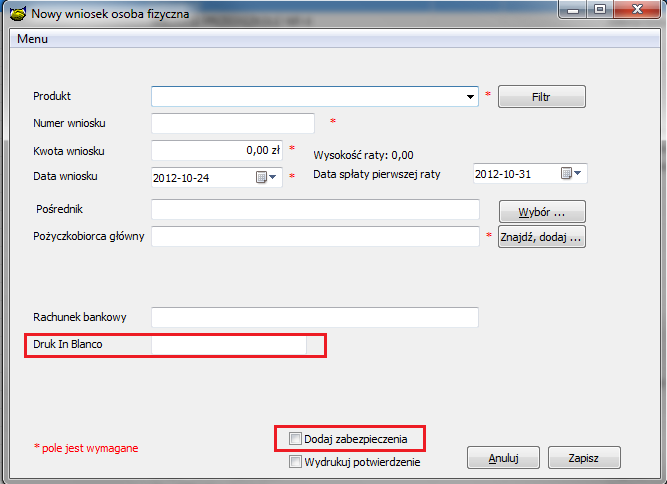 Nowy wniosek osoba fizyczna
Menu
Produkt * Filtr
Numer wniosku *
Kwota wniosku 0,00 zł * Wysokość raty: 0,00
Data wniosku 2012-10-24 * Data spłaty pierwszej raty 2012-10-31
Pośrednik Wybór ...
Pożyczkobiorca główny * Znajdź, dodaj ...
Rachunek bankowy
Druk In Blanco
Dodaj zabezpieczenia
* pole jest wymagane
Wydrukuj potwierdzenie
Anuluj Zapisz